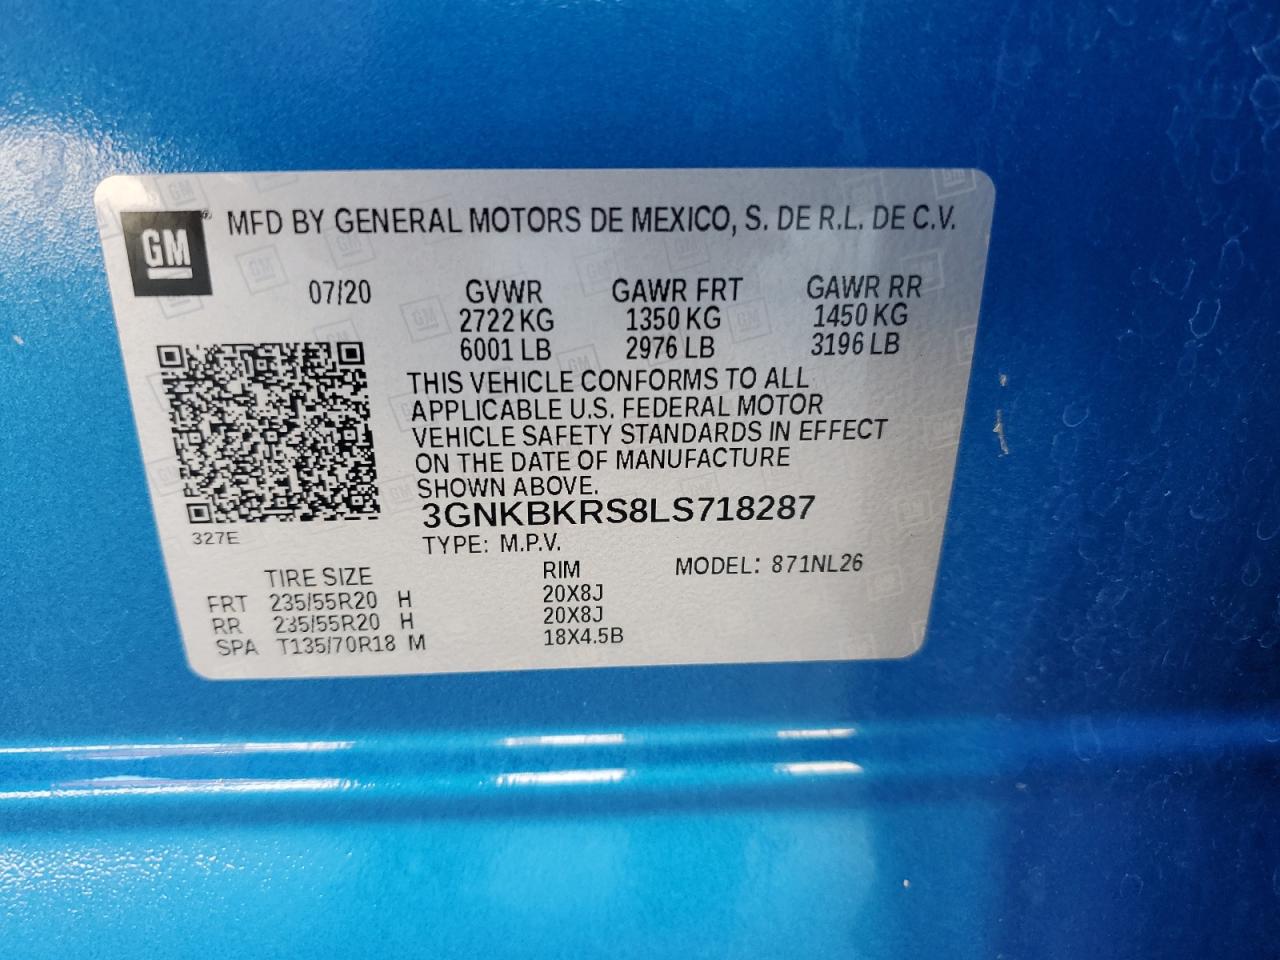 GM ® MFD BY GENERAL MOTORS DE MEXICO, S. DE R.L. DE C.V.
07/20 GVWR GAWR FRT GAWR RR
2722 KG 1350 KG 1450 KG
6001 LB 2976 LB 3196 LB
THIS VEHICLE CONFORMS TO ALL
APPLICABLE U.S. FEDERAL MOTOR
VEHICLE SAFETY STANDARDS IN EFFECT
ON THE DATE OF MANUFACTURE
SHOWN ABOVE.
3GNKBKRS8LS718287
327E
TYPE: M.P.V.
TIRE SIZE RIM MODEL: 871NL26
FRT 235/55R20 H 20X8J
RR 235/55R20 H 20X8J
SPA T135/70R18 M 18X4.5B